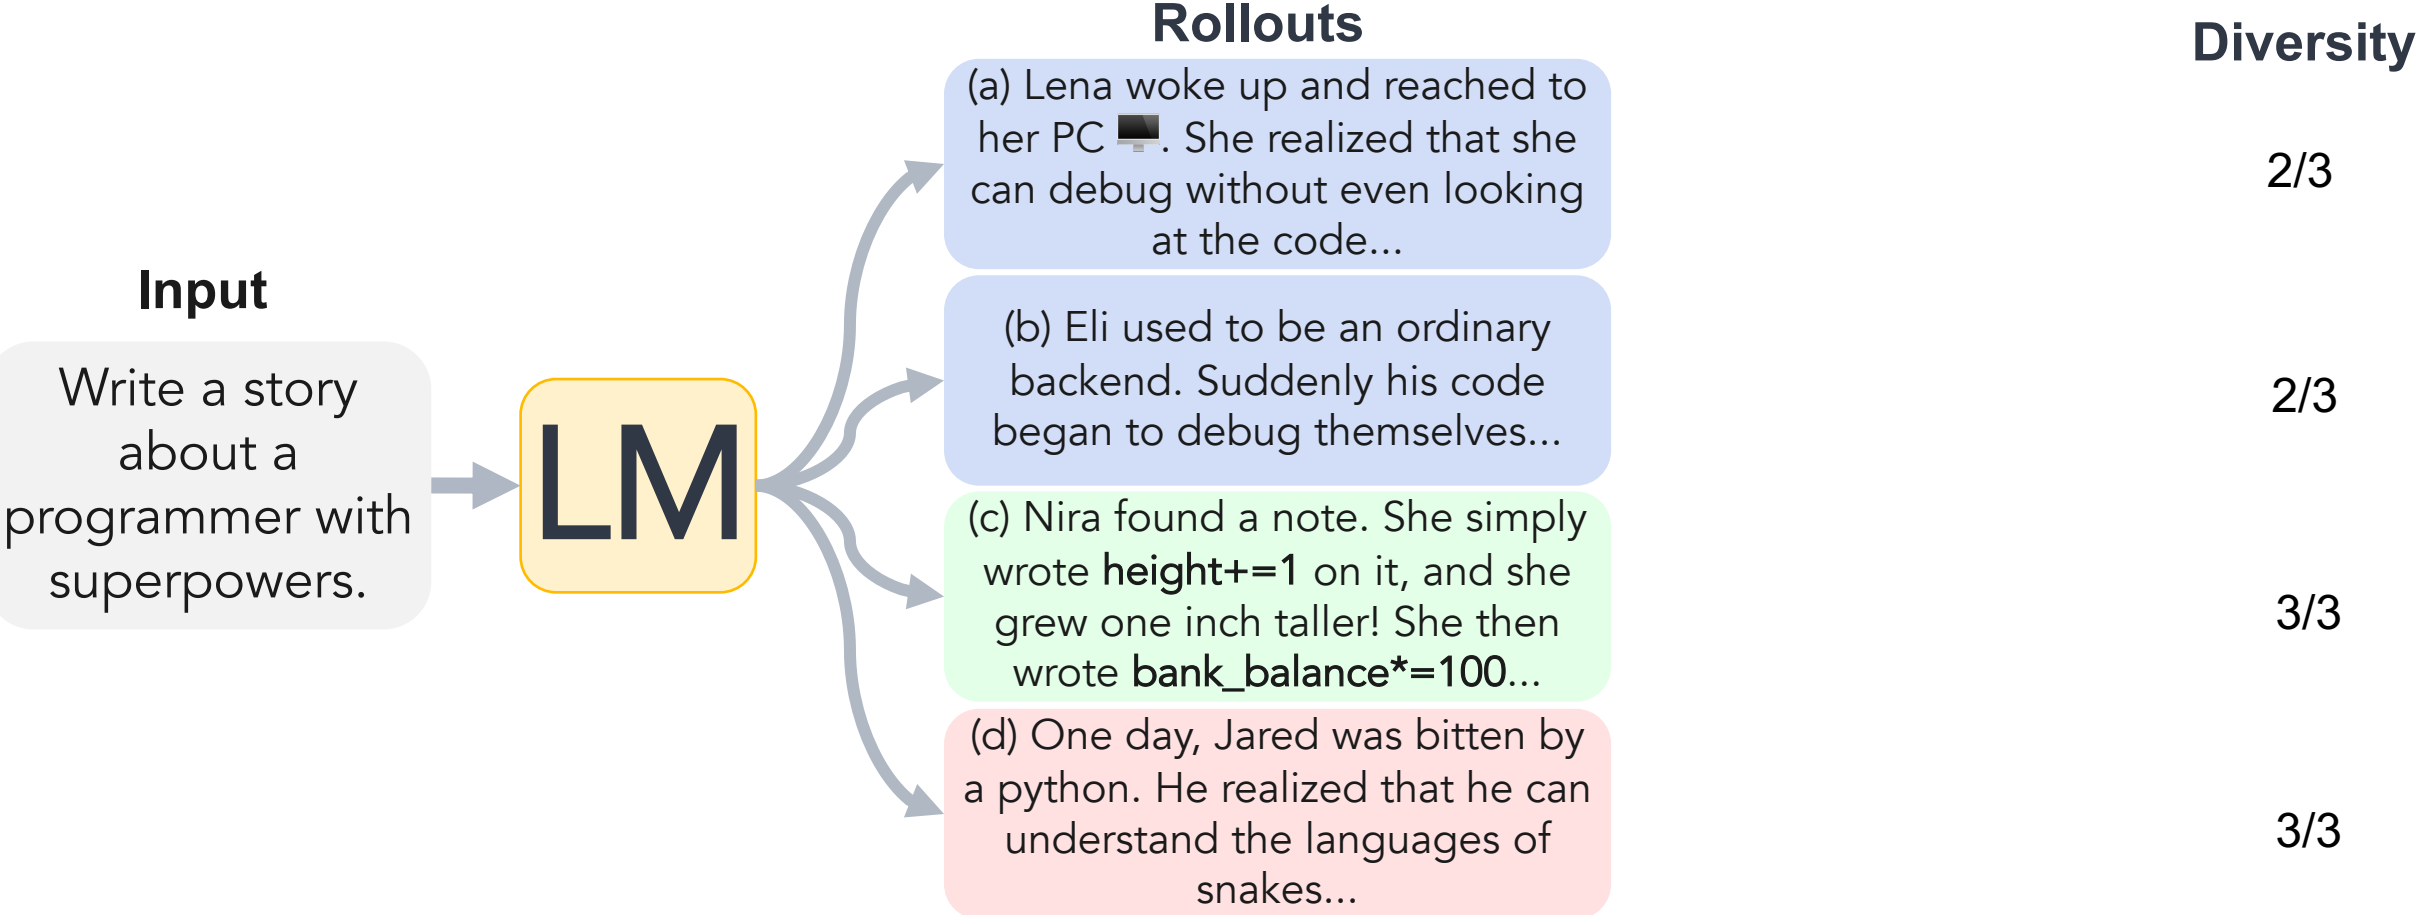 Rollouts
Diversity
(a) Lena woke up and reached to
her PC 🖥️. She realized that she
can debug without even looking
at the code...
2/3
Input
Write a story
about a
programmer with
superpowers.
LM
(b) Eli used to be an ordinary
backend. Suddenly his code
began to debug themselves...
2/3
(c) Nira found a note. She simply
wrote height+=1 on it, and she
grew one inch taller! She then
wrote bank_balance*=100...
3/3
(d) One day, Jared was bitten by
a python. He realized that he can
understand the languages of
snakes...
3/3